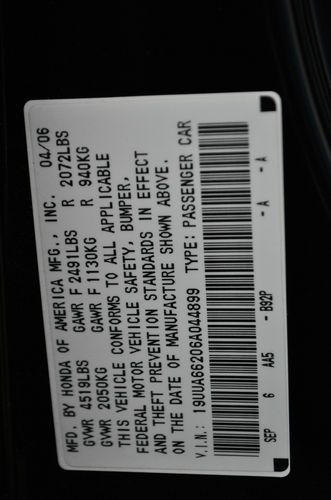 MFD. BY HONDA OF AMERICA MFG., INC. 04/06
GVWR 4519LBS GAWR F 2491LBS R 2072LBS
GVWR 2050KG GAWR F 1130KG R 940KG
THIS VEHICLE CONFORMS TO ALL APPLICABLE
FEDERAL MOTOR VEHICLE SAFETY, BUMPER,
AND THEFT PREVENTION STANDARDS IN EFFECT
ON THE DATE OF MANUFACTURE SHOWN ABOVE.
V.I.N.: 19UUA66206A044899 TYPE: PASSENGER CAR
SEP 6 AA5 - B92P - A - A